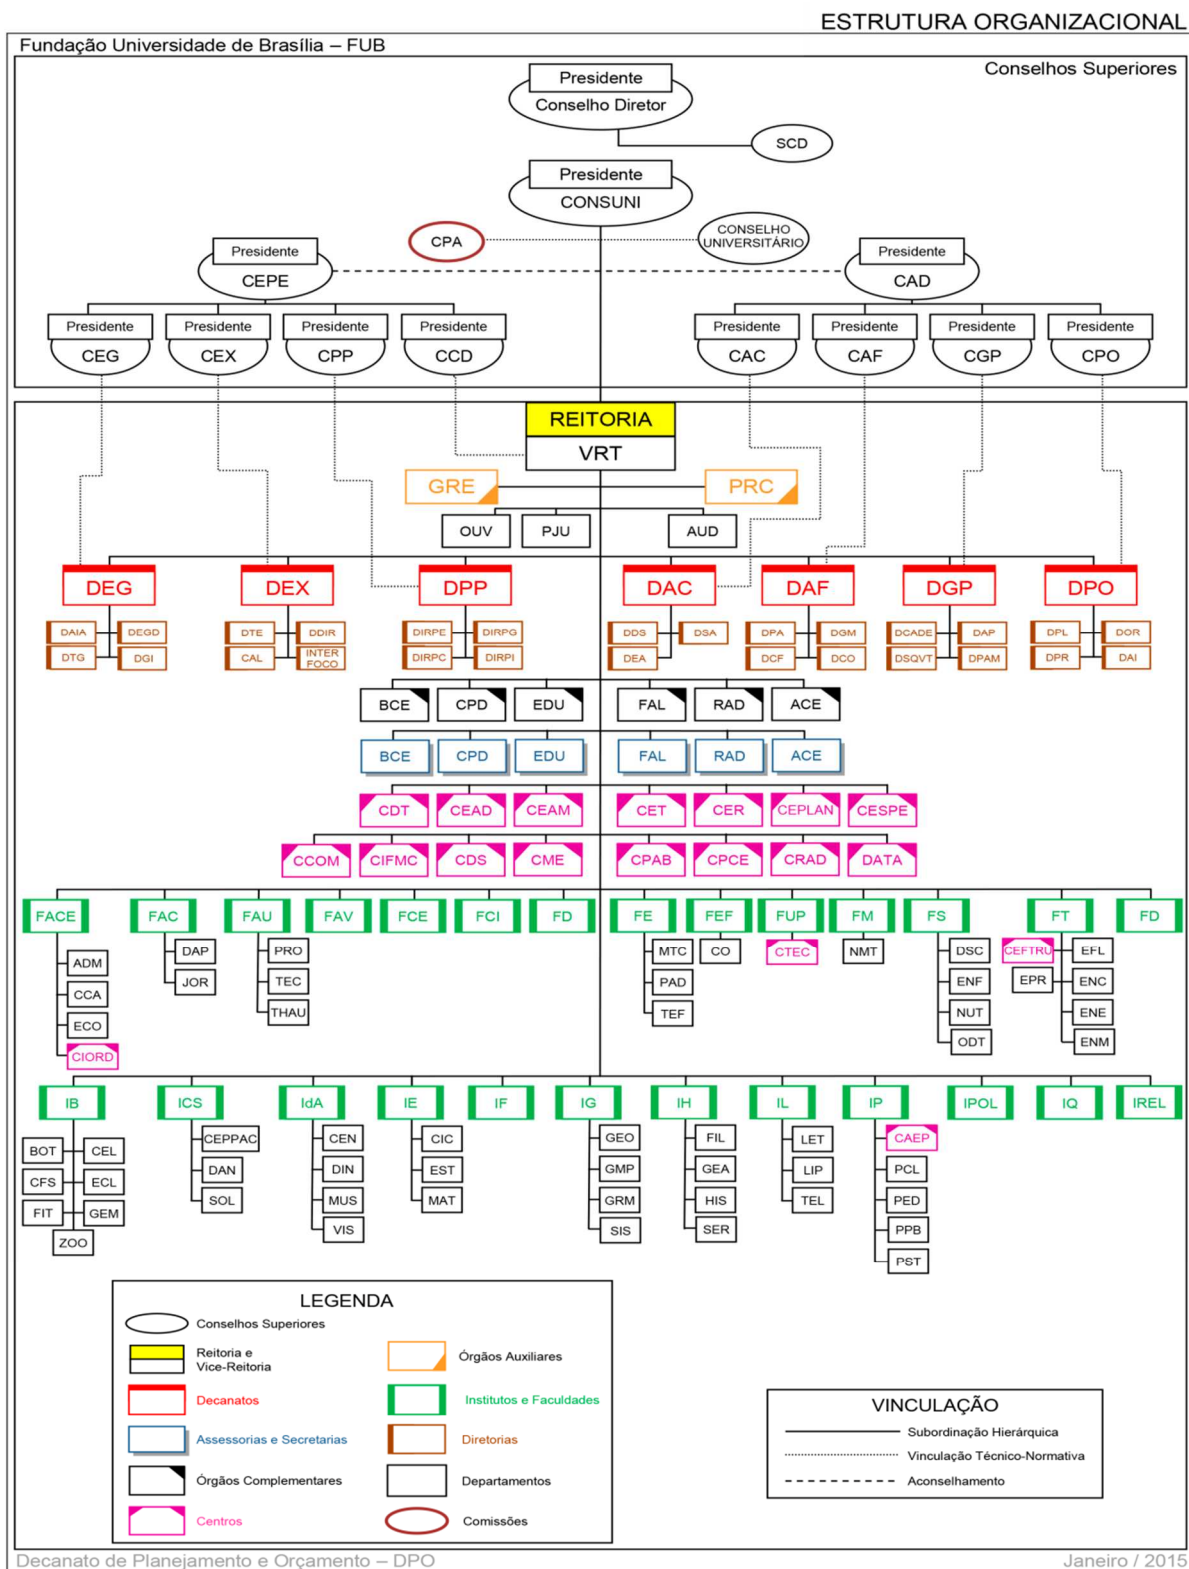 ESTRUTURA ORGANIZACIONAL
Fundação Universidade de Brasília – FUB
Conselhos Superiores
Presidente
Conselho Diretor
SCD
Presidente
CONSUNI
CPA
CONSELHO
UNIVERSITÁRIO
Presidente
CEPE
Presidente
CAD
Presidente Presidente Presidente Presidente Presidente Presidente Presidente Presidente
CEG CEX CPP CCD CAC CAF CGP CPO
REITORIA
VRT
GRE PRC
OUV PJU AUD
DEG DEX DPP DAC DAF DGP DPO
DAIA DEGD DTE DDIR DIRPE DIRPG DDS DSA DPA DGM DCADE DAP DPL DOR
DTG DGI CAL INTER FOCO DIRPC DIRPI DEA DCF DCO DSQVT DPAM DPR DAI
BCE CPD EDU FAL RAD ACE
BCE CPD EDU FAL RAD ACE
CDT CEAD CEAM CET CER CEPLAN CESPE
CCOM CIFMC CDS CME CPAB CPCE CRAD DATA
FACE FAC FAU FAV FCE FCI FD FE FEF FUP FM FS FT FD
ADM DAP PRO MTC CO CTEC NMT DSC CEFTRU EFL
CCA JOR TEC PAD ENF EPR ENC
ECO THAU TEF NUT ENE
CIORD ODT ENM
IB ICS IdA IE IF IG IH IL IP IPOL IQ IREL
BOT CEL CEPPAC CEN CIC GEO FIL LET CAEP
CFS ECL DAN DIN EST GMP GEA LIP PCL
FIT GEM SOL MUS MAT GRM HIS TEL PED
ZOO VIS SIS SER PPB
PST
LEGENDA
Conselhos Superiores
Reitoria e
Vice-Reitoria
Órgãos Auxiliares
Decanatos
Institutos e Faculdades
Assessorias e Secretarias
Diretorias
Órgãos Complementares
Departamentos
Centros
Comissões
VINCULAÇÃO
Subordinação Hierárquica
Vinculação Técnico-Normativa
Aconselhamento
Decanato de Planejamento e Orçamento – DPO
Janeiro / 2015